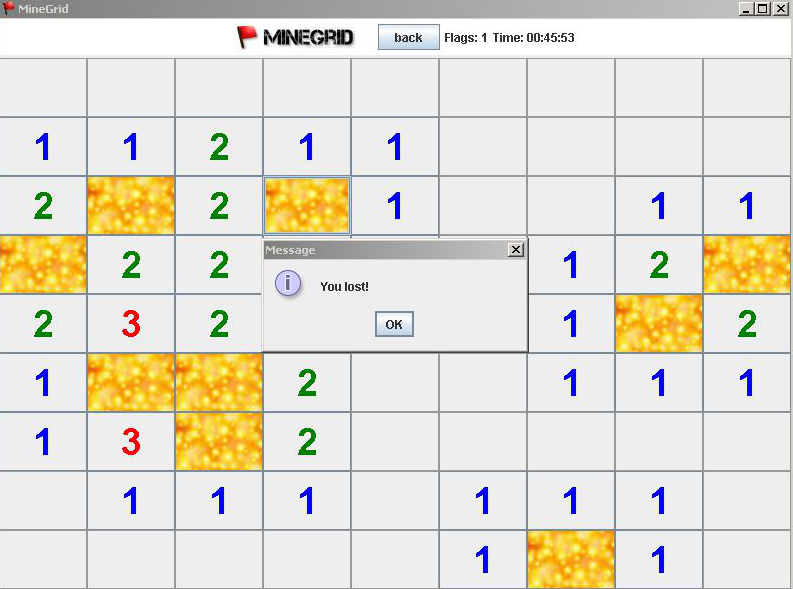 MineGrid
MINEGRID back Flags: 1 Time: 00:45:53
1 1 2 1 1
2 2 1 1 1
Message
2 2 1 2
You lost!
2 3 2 OK 1 2
1 2 1 1 1
1 3 2
1 1 1 1 1 1
1 1